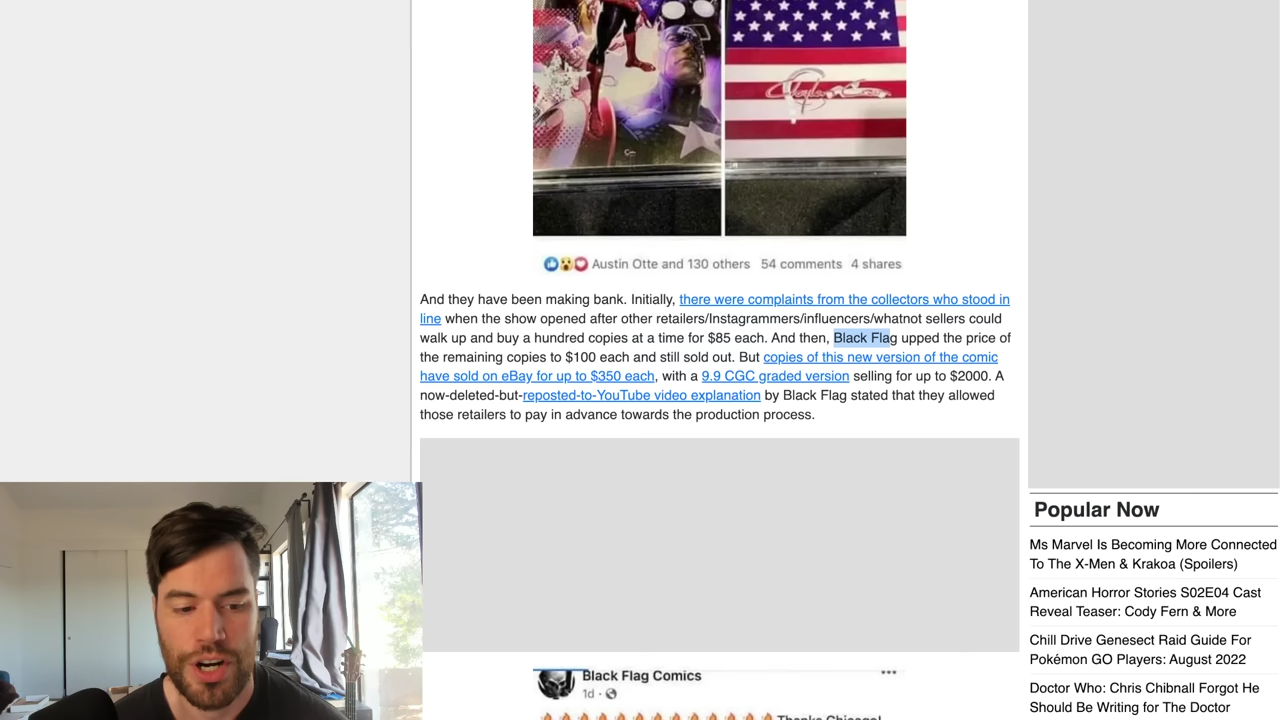 Austin Otte and 130 others 54 comments 4 shares
And they have been making bank. Initially, there were complaints from the collectors who stood in
line when the show opened after other retailers/Instagrammers/influencers/whatnot sellers could
walk up and buy a hundred copies at a time for $85 each. And then, Black Flag upped the price of
the remaining copies to $100 each and still sold out. But copies of this new version of the comic
have sold on eBay for up to $350 each, with a 9.9 CGC graded version selling for up to $2000. A
now-deleted-but-reposted-to-YouTube video explanation by Black Flag stated that they allowed
those retailers to pay in advance towards the production process.
Black Flag Comics
1d ·
Thanks Chicago!
Popular Now
Ms Marvel Is Becoming More Connected
To The X-Men & Krakoa (Spoilers)
American Horror Stories S02E04 Cast
Reveal Teaser: Cody Fern & More
Chill Drive Genesect Raid Guide For
Pokémon GO Players: August 2022
Doctor Who: Chris Chibnall Forgot He
Should Be Writing for The Doctor